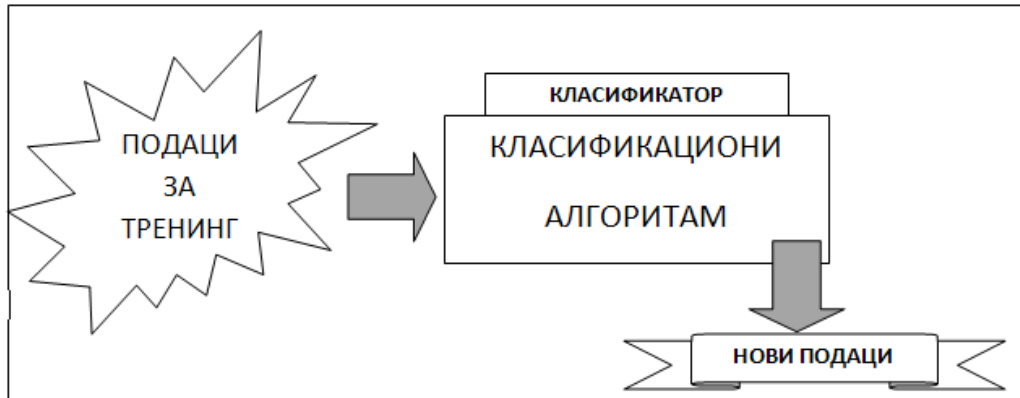 ПОДАЦИ
ЗА
ТРЕНИНГ
КЛАСИФИКАТОР
КЛАСИФИКАЦИОНИ
АЛГОРИТАМ
НОВИ ПОДАЦИ